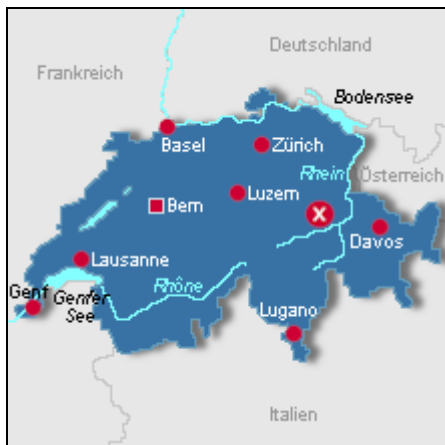 Deutschland
Frankreich
Bodensee
Basel
Zürich
Rhein
Österreich
Luzern
Bern
X
Davos
Lausanne
Rhône
Genf
Genfer
See
Lugano
Italien